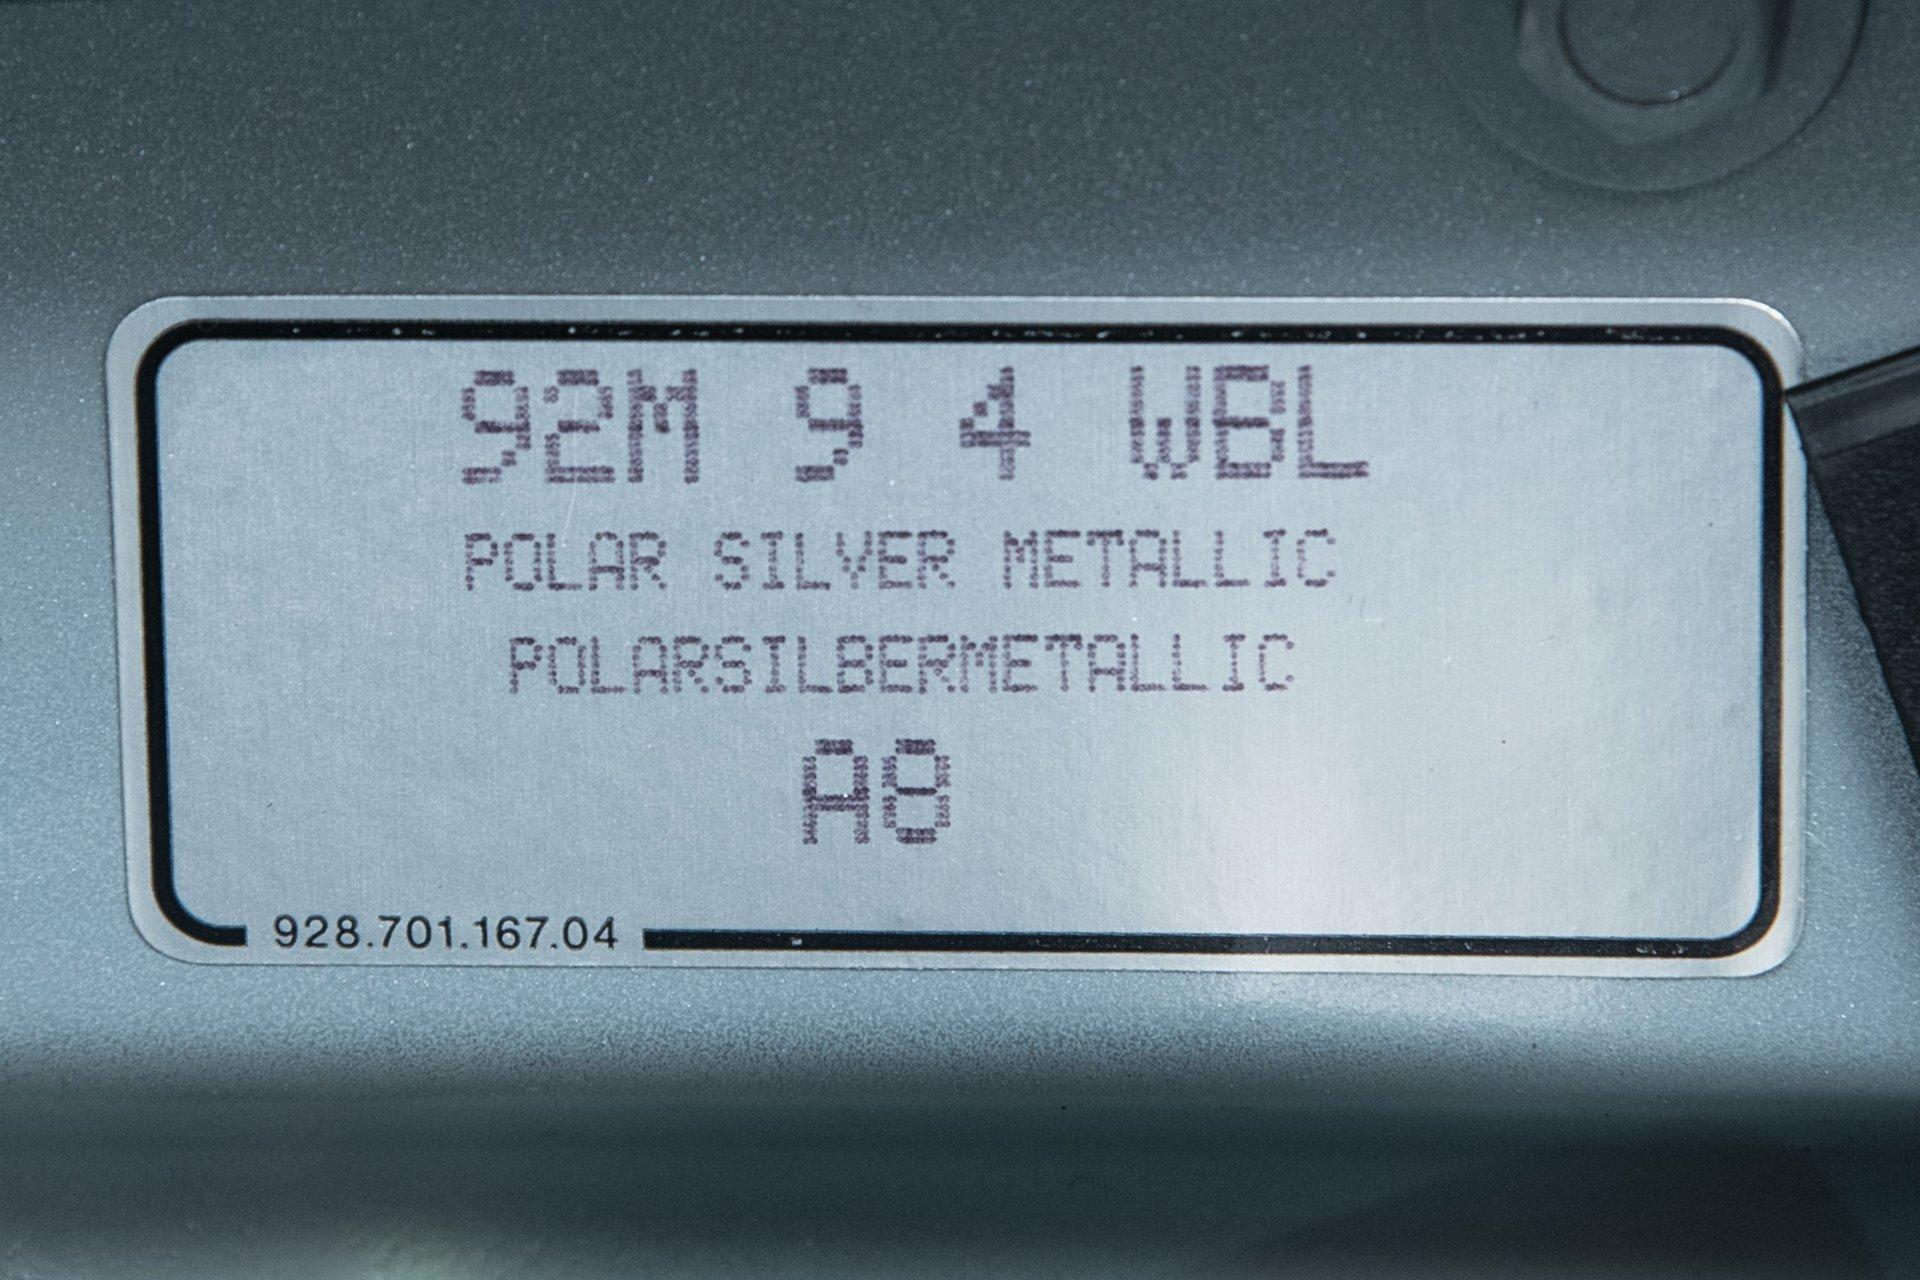 92M 9 4 WBL
POLAR SILVER METALLIC
POLARSILBERMETALLIC
A8
928.701.167.04